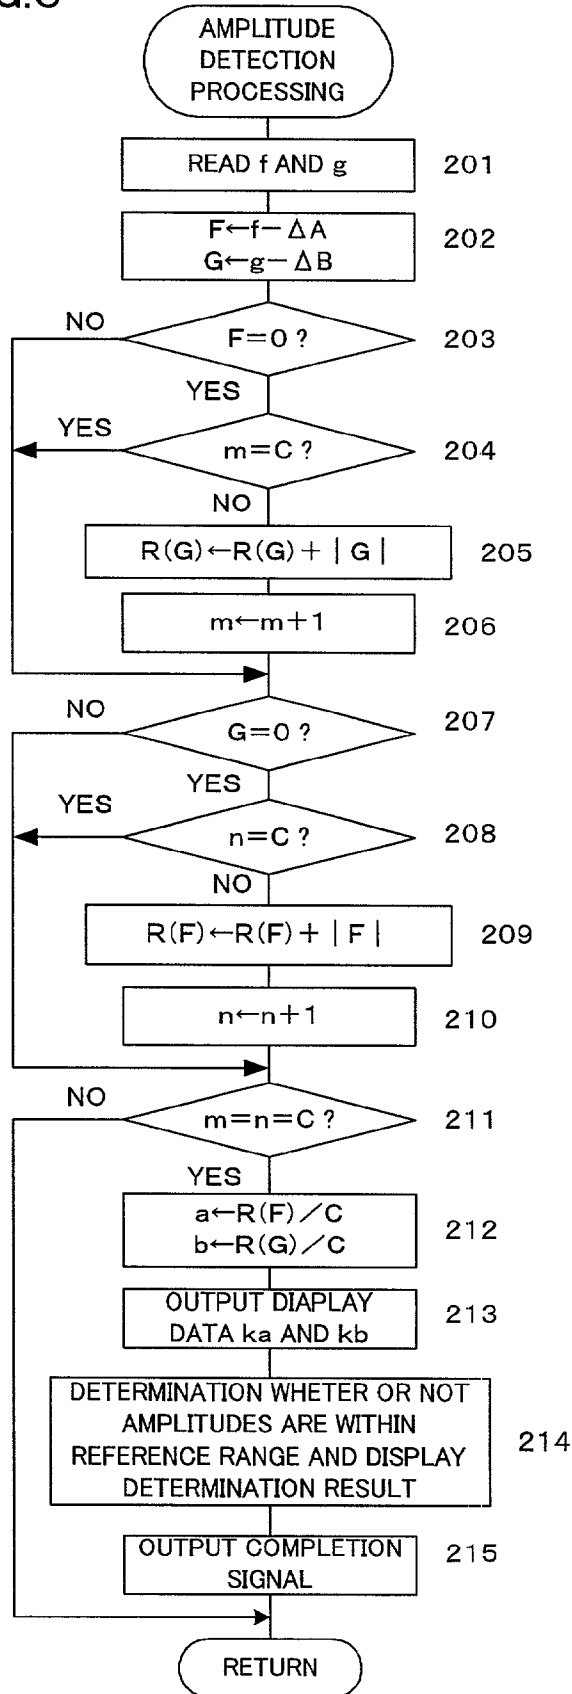 AMPLITUDE
DETECTION
PROCESSING
READ f AND g
201
F←f−ΔA
G←g−ΔB
202
NO
F=0?
203
YES
YES
m=C?
204
NO
R(G)←R(G)+|G|
205
m←m+1
206
NO
G=0?
207
YES
YES
n=C?
208
NO
R(F)←R(F)+|F|
209
n←n+1
210
NO
m=n=C?
211
YES
a←R(F)/C
b←R(G)/C
212
OUTPUT DIAPLAY
DATA ka AND kb
213
DETERMINATION WHETER OR NOT
AMPLITUDES ARE WITHIN
REFERENCE RANGE AND DISPLAY
DETERMINATION RESULT
214
OUTPUT COMPLETION
SIGNAL
215
RETURN